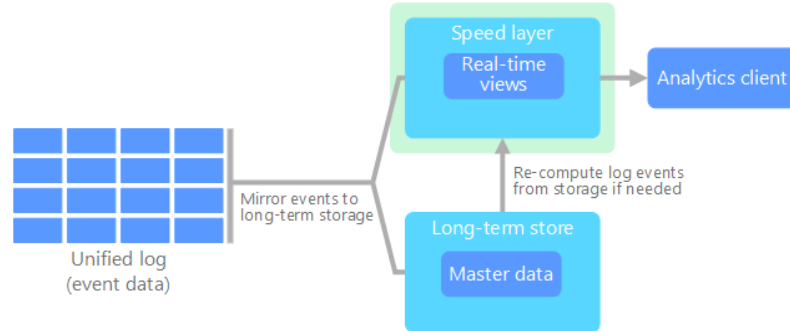 Speed layer
Real-time
views
Analytics client
Mirror events to
long-term storage
Re-compute log events
from storage if needed
Unified log
(event data)
Long-term store
Master data